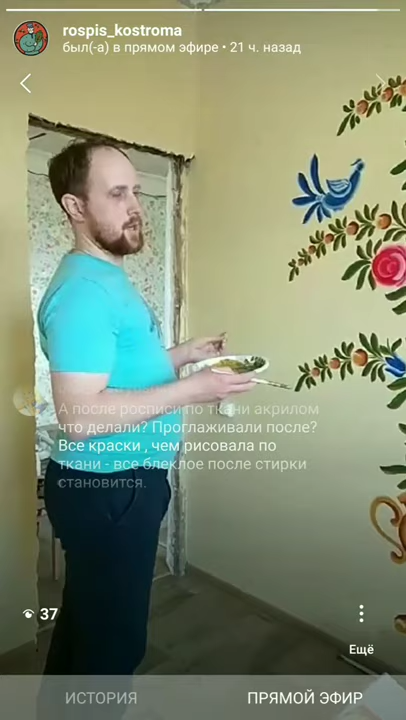 rospis_kostroma
был(-а) в прямом эфире • 21 ч. назад
А после росписи по ткани акрилом
что делали? Проглаживали после?
Все краски , чем рисовала по
ткани - все блеклое после стирки
становится.
37
Ещё
ИСТОРИЯ
ПРЯМОЙ ЭФИР